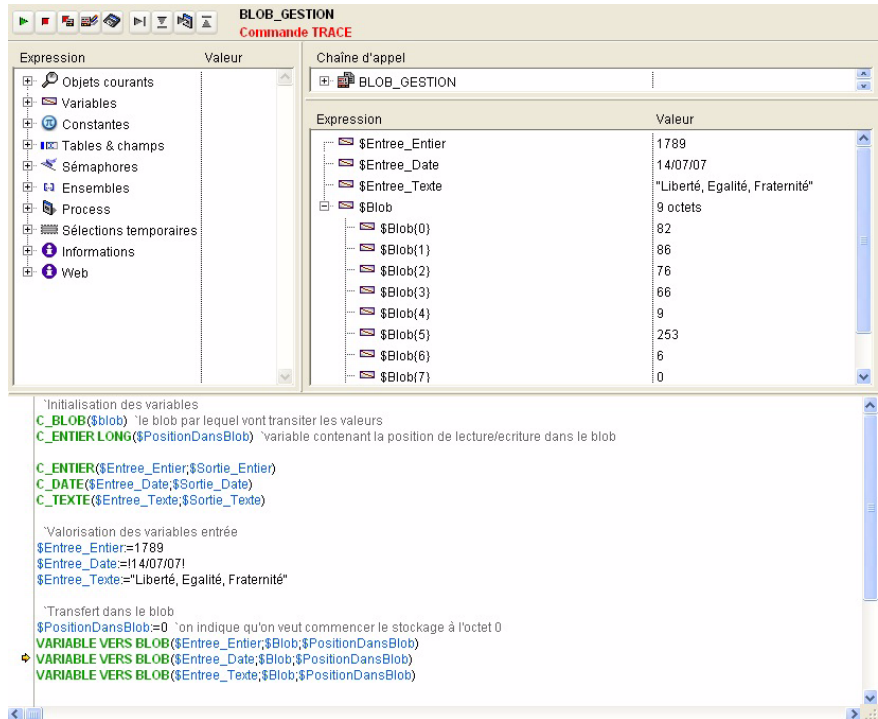 BLOB_GESTION
Commande TRACE
Expression Valeur
Objets courants
Variables
Constantes
Tables & champs
Sémaphores
Ensembles
Process
Sélections temporaires
Informations
Web
Chaîne d'appel
BLOB_GESTION
Expression Valeur
$Entree_Entier 1789
$Entree_Date 14/07/07
$Entree_Texte "Liberté, Egalité, Fraternité"
$Blob 9 octets
$Blob{0} 82
$Blob{1} 86
$Blob{2} 76
$Blob{3} 66
$Blob{4} 9
$Blob{5} 253
$Blob{6} 6
$Blob{7} 0
`Initialisation des variables
C_BLOB($blob) `le blob par lequel vont transiter les valeurs
C_ENTIER LONG($PositionDansBlob) `variable contenant la position de lecture/ecriture dans le blob
C_ENTIER($Entree_Entier;$Sortie_Entier)
C_DATE($Entree_Date;$Sortie_Date)
C_TEXTE($Entree_Texte;$Sortie_Texte)
`Valorisation des variables entrée
$Entree_Entier:=1789
$Entree_Date:=!14/07/07!
$Entree_Texte:="Liberté, Egalité, Fraternité"
`Transfert dans le blob
$PositionDansBlob:=0 `on indique qu'on veut commencer le stockage à l'octet 0
VARIABLE VERS BLOB($Entree_Entier;$Blob;$PositionDansBlob)
VARIABLE VERS BLOB($Entree_Date;$Blob;$PositionDansBlob)
VARIABLE VERS BLOB($Entree_Texte;$Blob;$PositionDansBlob)